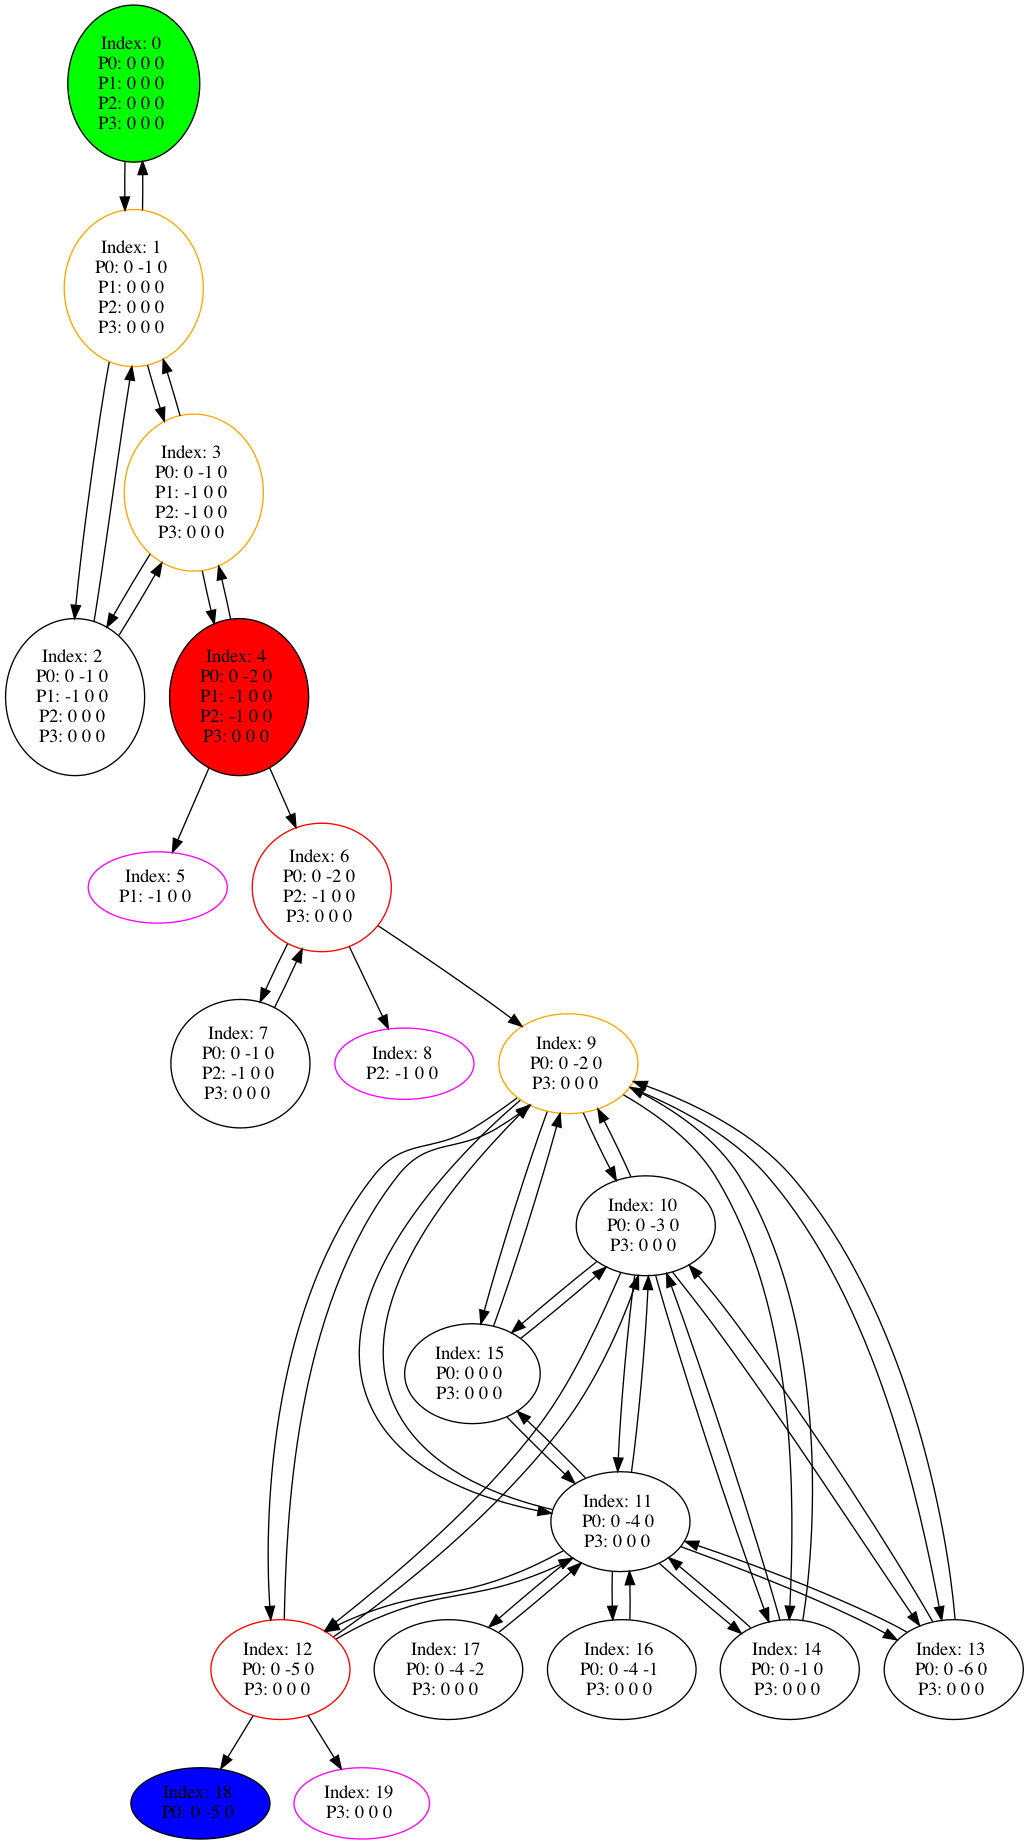 Index: 0
P0: 0 0 0
P1: 0 0 0
P2: 0 0 0
P3: 0 0 0
Index: 1
P0: 0 -1 0
P1: 0 0 0
P2: 0 0 0
P3: 0 0 0
Index: 3
P0: 0 -1 0
P1: -1 0 0
P2: -1 0 0
P3: 0 0 0
Index: 2
P0: 0 -1 0
P1: -1 0 0
P2: 0 0 0
P3: 0 0 0
Index: 4
P0: 0 -2 0
P1: -1 0 0
P2: -1 0 0
P3: 0 0 0
Index: 5
P1: -1 0 0
Index: 6
P0: 0 -2 0
P2: -1 0 0
P3: 0 0 0
Index: 7
P0: 0 -1 0
P2: -1 0 0
P3: 0 0 0
Index: 8
P2: -1 0 0
Index: 9
P0: 0 -2 0
P3: 0 0 0
Index: 10
P0: 0 -3 0
P3: 0 0 0
Index: 15
P0: 0 0 0
P3: 0 0 0
Index: 11
P0: 0 -4 0
P3: 0 0 0
Index: 12
P0: 0 -5 0
P3: 0 0 0
Index: 17
P0: 0 -4 -2
P3: 0 0 0
Index: 16
P0: 0 -4 -1
P3: 0 0 0
Index: 14
P0: 0 -1 0
P3: 0 0 0
Index: 13
P0: 0 -6 0
P3: 0 0 0
Index: 18
P0: 0 -5 0
Index: 19
P3: 0 0 0